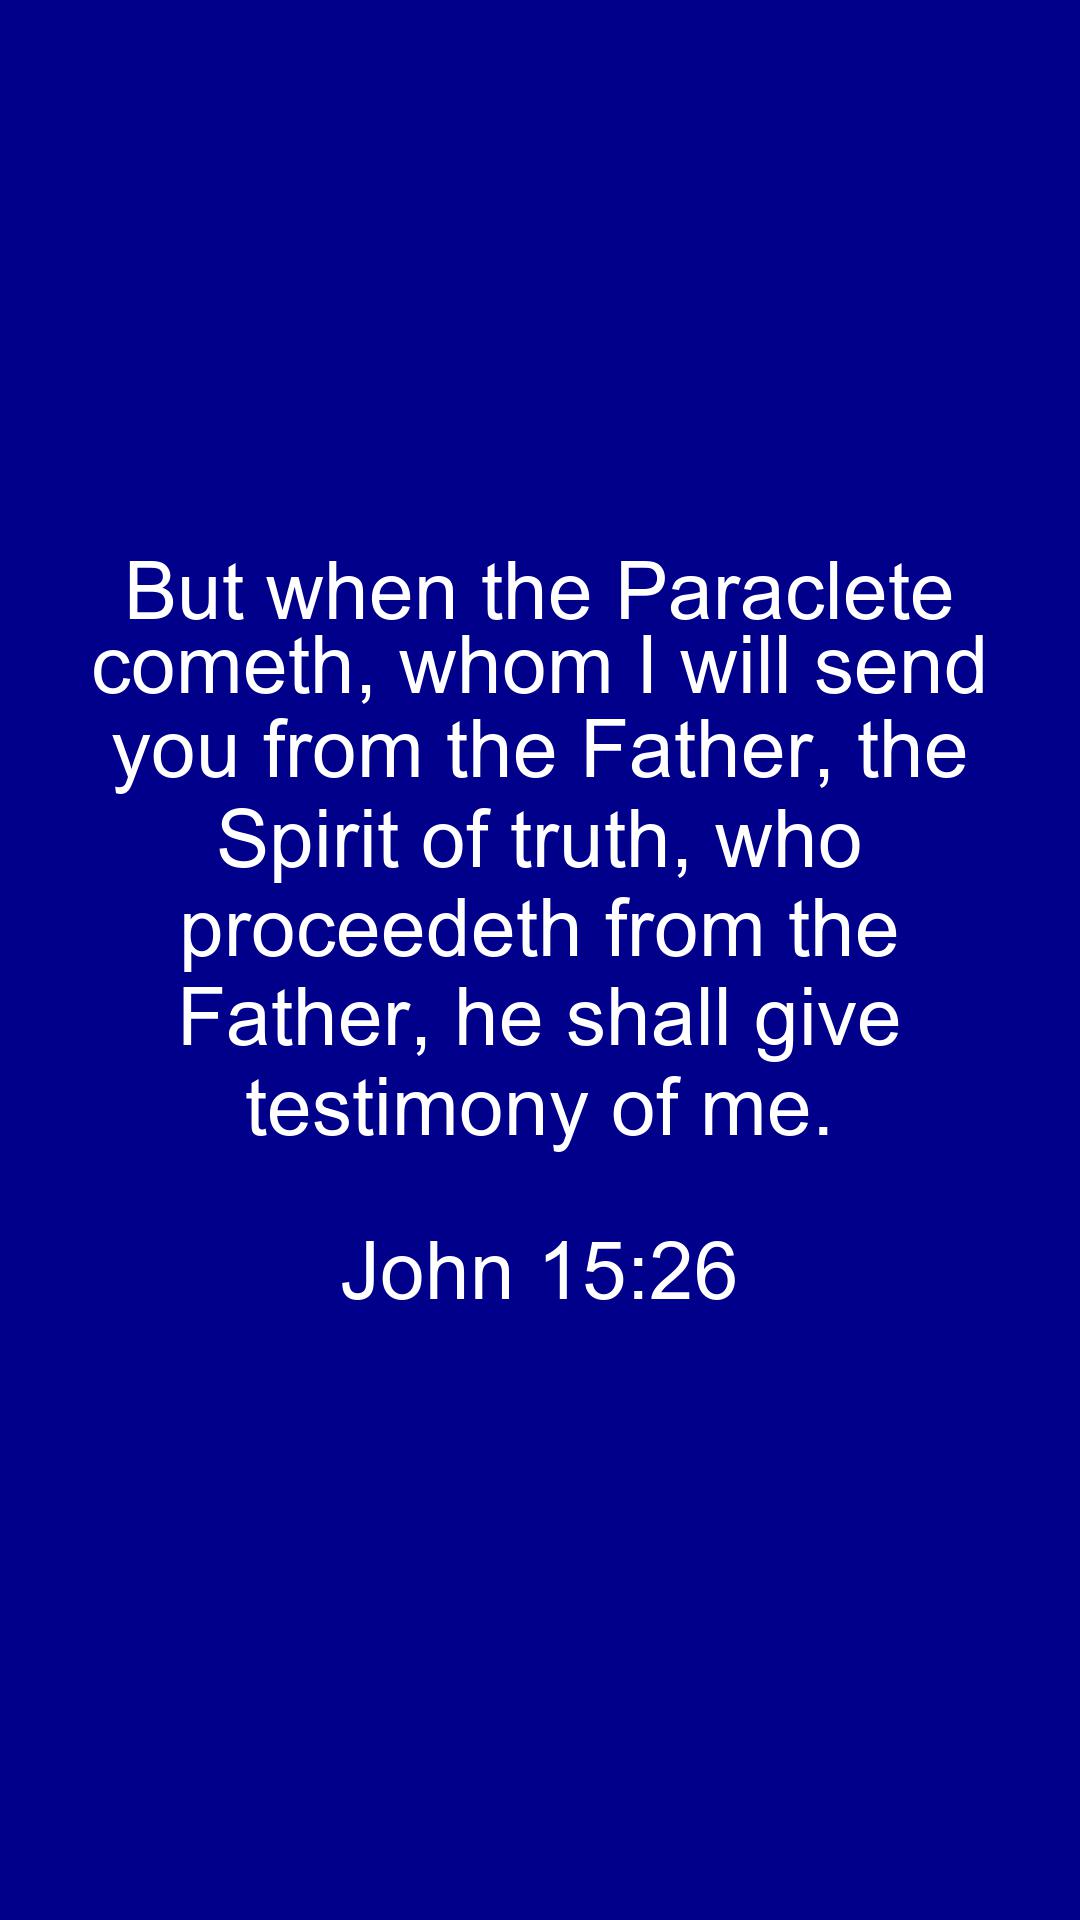 But when the Paraclete
cometh, whom I will send
you from the Father, the
Spirit of truth, who
proceedeth from the
Father, he shall give
testimony of me.
John 15:26